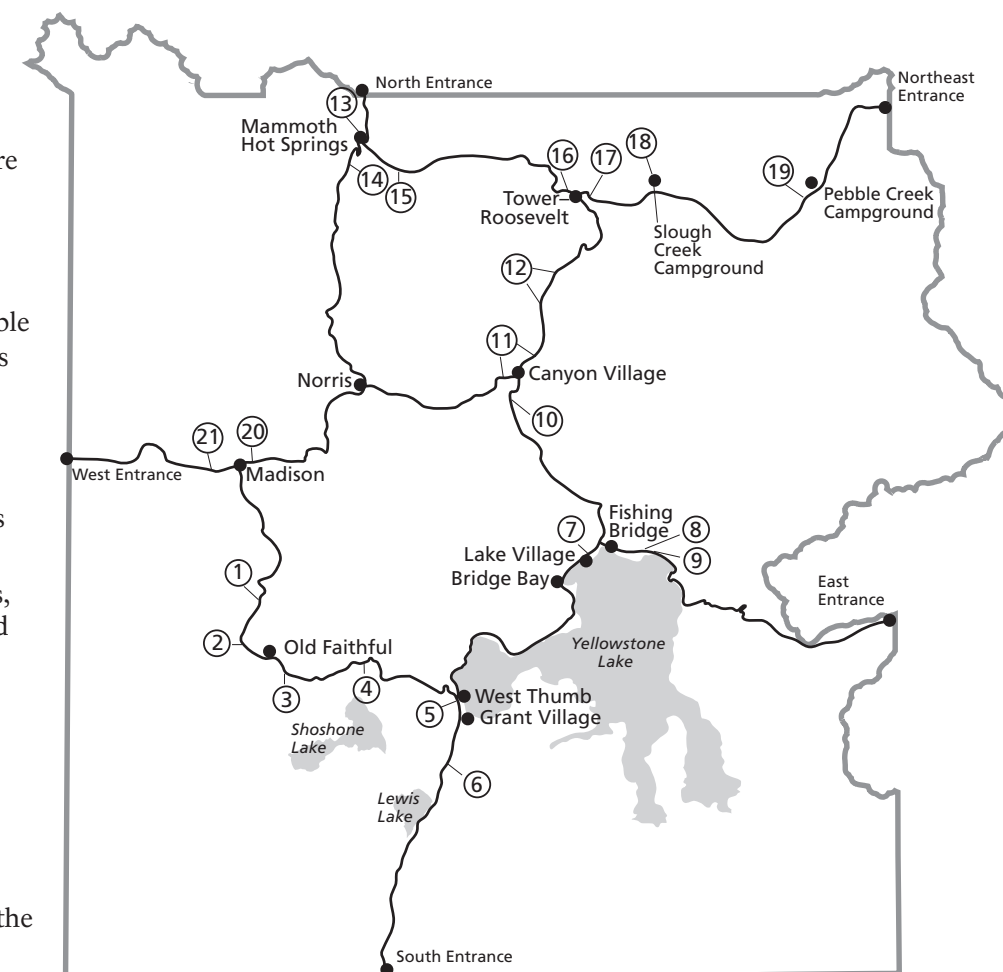 North Entrance
Northeast
Entrance
13
Mammoth
Hot Springs
re
18
16
17
14
15
19
Tower–
Roosevelt
Pebble Creek
Campground
Slough
Creek
Campground
12
ble
11
s
Norris
Canyon Village
10
21
20
West Entrance
Madison
s
Fishing
Bridge
7
8
Lake Village
9
Bridge Bay
1
East
Entrance
s,
d
2
Old Faithful
Yellowstone
Lake
3
4
West Thumb
5
Grant Village
Shoshone
Lake
6
Lewis
Lake
the
South Entrance